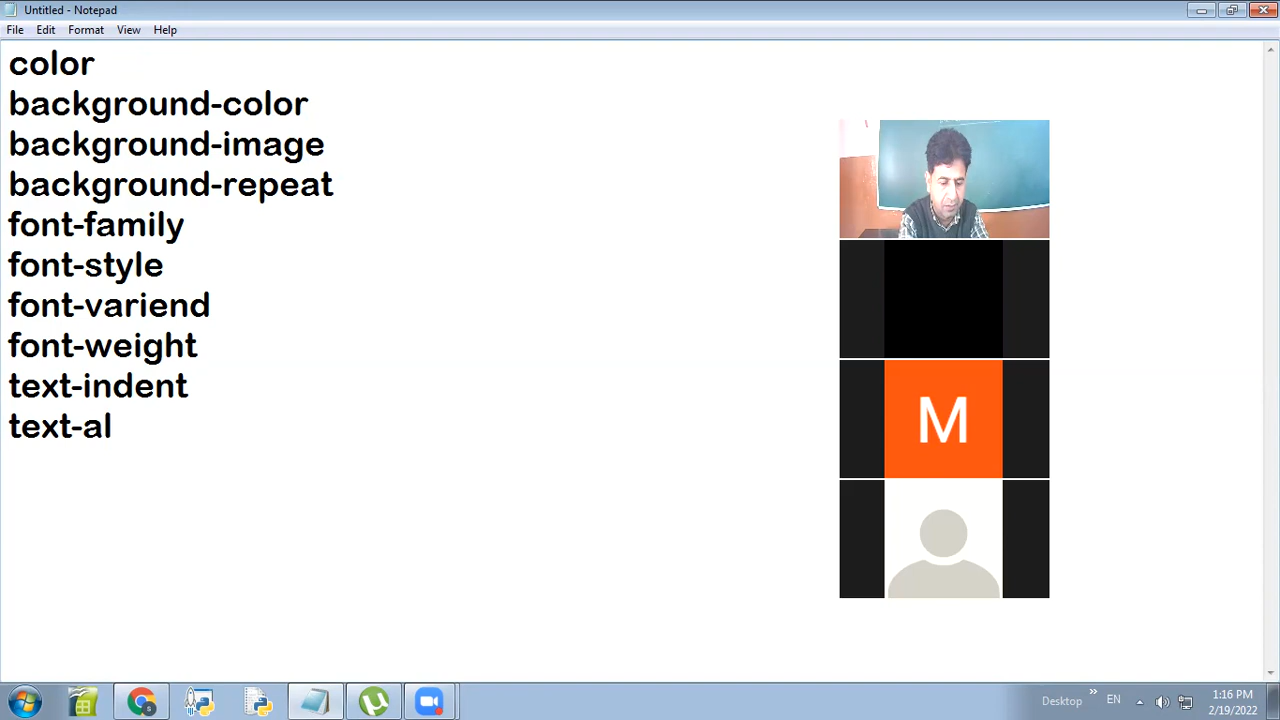 Untitled - Notepad
File Edit Format View Help
color
background-color
background-image
background-repeat
font-family
font-style
font-variend
font-weight
text-indent
text-al
M
Desktop » EN 1:16 PM
2/19/2022